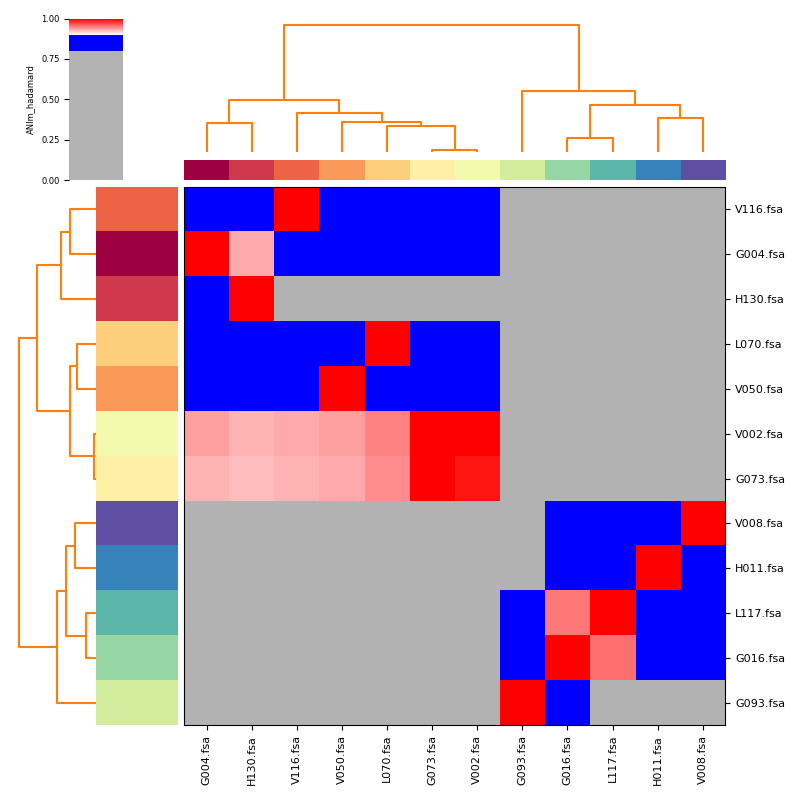 1.00
0.75
0.50
0.25
0.00
ANIm_hadamard
V116.fsa
G004.fsa
H130.fsa
L070.fsa
V050.fsa
V002.fsa
G073.fsa
V008.fsa
H011.fsa
L117.fsa
G016.fsa
G093.fsa
G004.fsa
H130.fsa
V116.fsa
V050.fsa
L070.fsa
G073.fsa
V002.fsa
G093.fsa
G016.fsa
L117.fsa
H011.fsa
V008.fsa